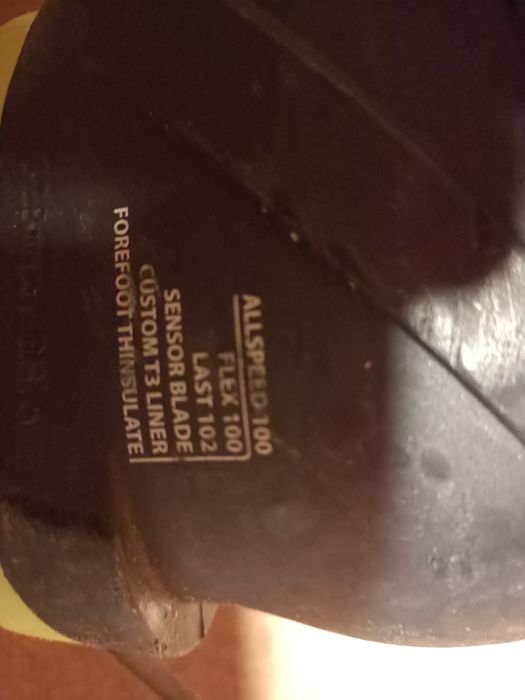 ALLSPEED 100
FLEX 100
LAST 102
SENSOR BLADE
CUSTOM T3 LINER
FOREFOOT THINSULATE